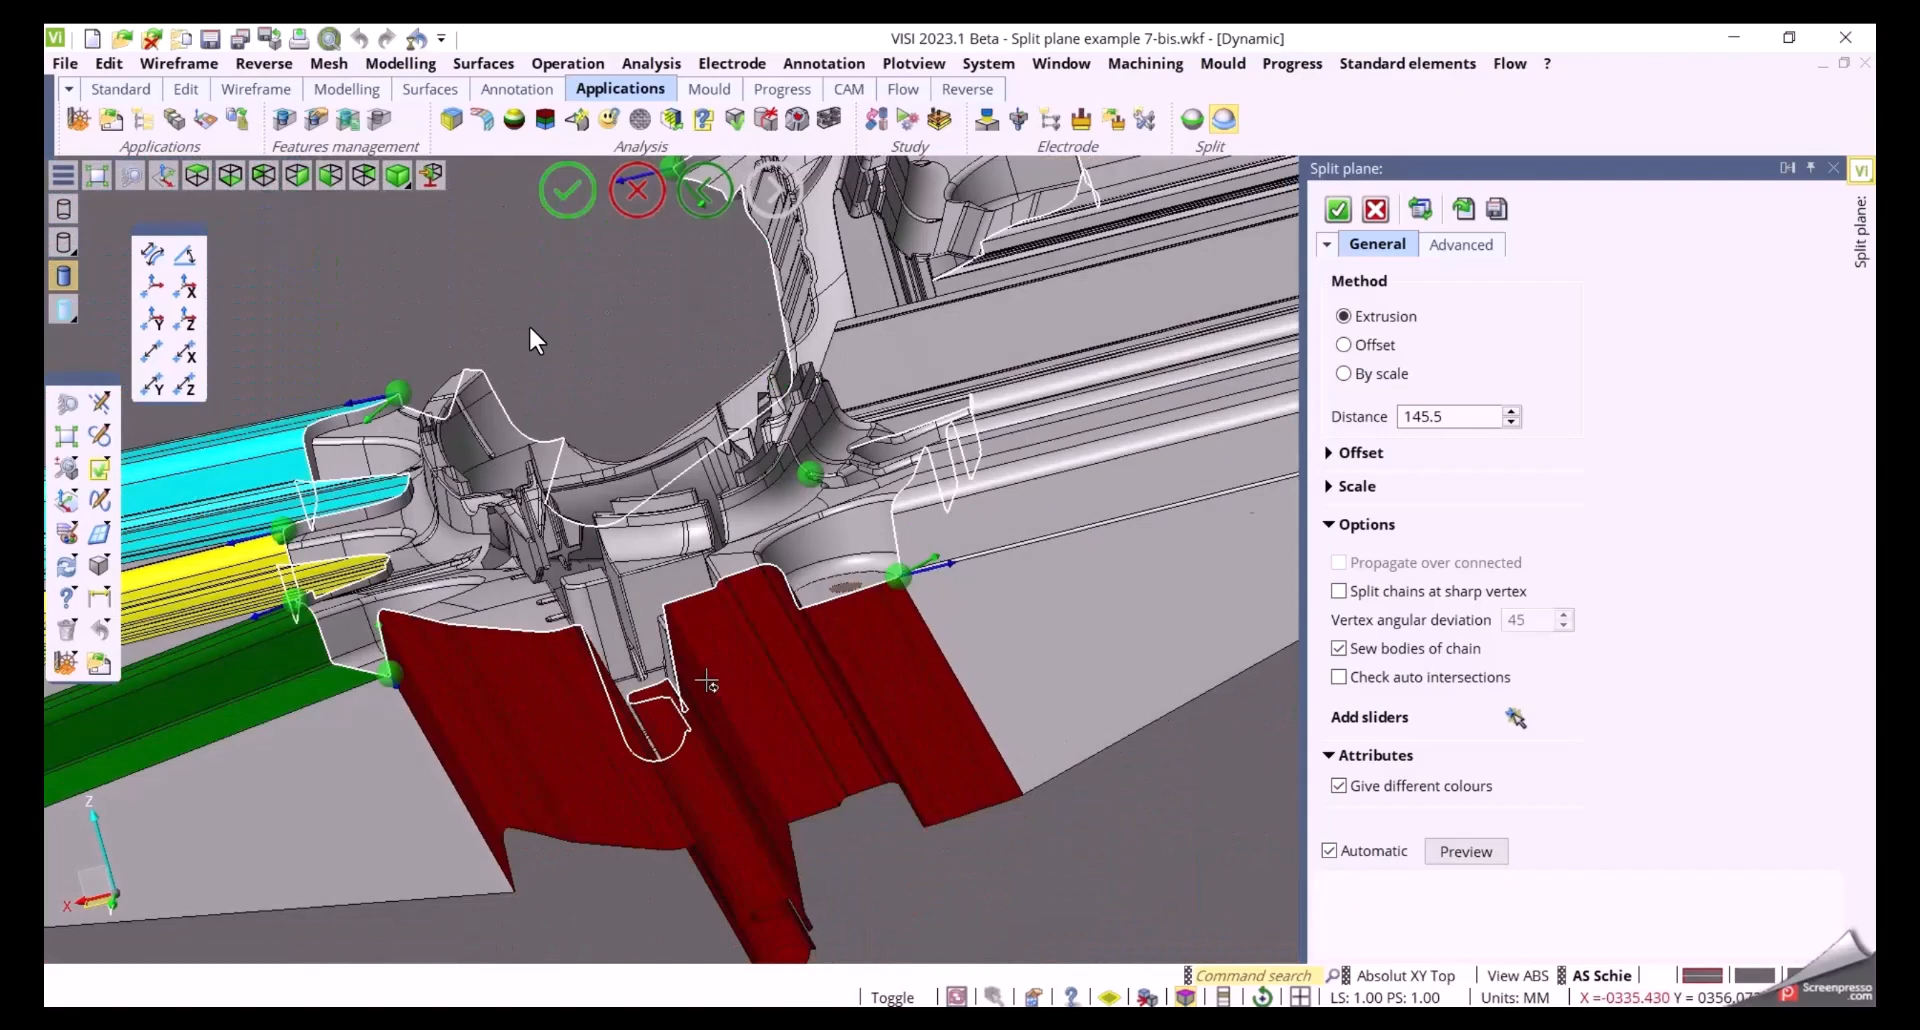 Vi
VISI 2023.1 Beta - Split plane example 7-bis.wkf - [Dynamic]
File Edit Wireframe Reverse Mesh Modelling Surfaces Operation Analysis Electrode Annotation Plotview System Window Machining Mould Progress Standard elements Flow ?
Standard Edit Wireframe Modelling Surfaces Annotation Applications Mould Progress CAM Flow Reverse
Applications Features management Analysis Study Electrode Split
Split plane:
VI
Split plane:
General Advanced
Method
Extrusion
Offset
By scale
Distance 145.5
Offset
Scale
Options
Propagate over connected
Split chains at sharp vertex
Vertex angular deviation 45
Sew bodies of chain
Check auto intersections
Add sliders
Attributes
Give different colours
Automatic Preview
X
Y Z
X
Y Z
Z
X
Command search Absolut XY Top View ABS AS Schie
Toggle LS: 1.00 PS: 1.00 Units: MM X =-0335.430 Y = 0356,07
Screenpresso
.com